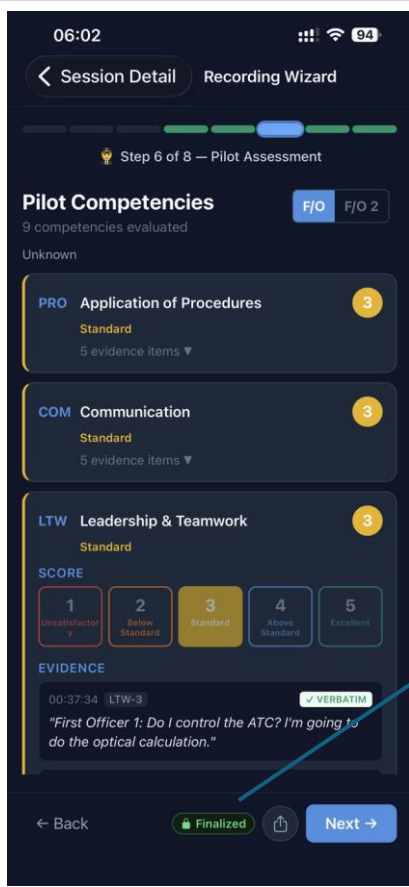 06:02 94
Session Detail Recording Wizard
Step 6 of 8 — Pilot Assessment
Pilot Competencies F/O F/O 2
9 competencies evaluated
Unknown
PRO Application of Procedures 3
Standard
5 evidence items ▼
COM Communication 3
Standard
5 evidence items ▼
LTW Leadership & Teamwork 3
Standard
SCORE
1 2 3 4 5
Unsatisfactor Below Standard Above Excellent
y Standard Standard
EVIDENCE
00:37:34 LTW-3 ✓ VERBATIM
"First Officer 1: Do I control the ATC? I'm going to
do the optical calculation."
← Back Finalized Next →